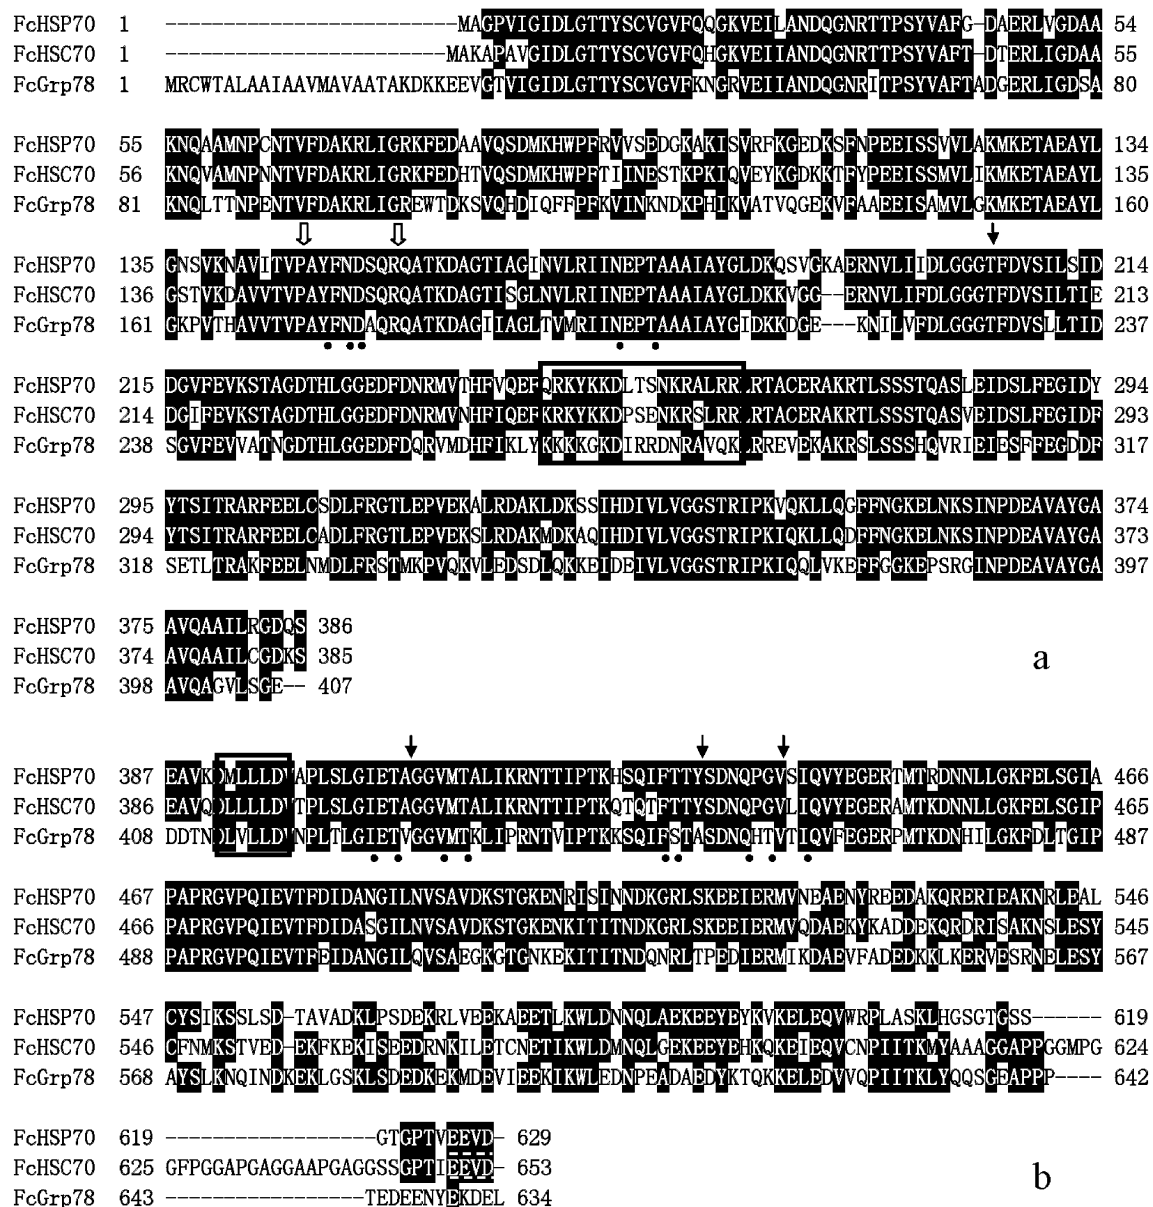 FcHSP70 1 -------------------------MAGPVIGIDLGTTYSCVGVFQQGKVEILANDQGNRTTPSYVAFG-DAERLVGDAA 54
FcHSC70 1 ------------------------MAKAPAVGIDLGTTYSCVGVFQHGKVEIIANDQGNRTTPSYVAFT-DTERLIGDAA 55
FcGrp78 1 MRCWTALAAIAAVMAVAATAKDKKEEVGTVIGIDLGTTYSCVGVFKNGRVEIIANDQGNRITPSYVAFTADGERLIGDSA 80
FcHSP70 55 KNQAAMNPCNTVFDAKRLIGRKFEDAAVQSDMKHWPFRVVSEDGKAKISVRFKGEDKSFNPEEISSVVLAKMKETAEAYL 134
FcHSC70 56 KNQVAMNPNNTVFDAKRLIGRKFEDHTVQSDMKHWPFTIINESTKPKIQVEYKGDKKTFYPEEISSMVLIKMKETAEAYL 135
FcGrp78 81 KNQLTTNPENTVFDAKRLIGREWTDKSVQHDIQFFPFKVINKNDKPHIKVATVQGEKVFAAEEISAMVLGKMKETAEAYL 160
FcHSP70 135 GNSVKNAVITVPAYFNDSQRQATKDAGTIAGINVLRIINEPTAAAIAYGLDKQSVGKAERNVLIIDLGGGTFDVSILSID 214
FcHSC70 136 GSTVKDAVVTVPAYFNDSQRQATKDAGTISGLNVLRIINEPTAAAIAYGLDKKVGG--ERNVLIFDLGGGTFDVSILTIE 213
FcGrp78 161 GKPVTHAVVTVPAYFNDAQRQATKDAGIIAGLTVMRIINEPTAAAIAYGIDKKDGE---KNILVFDLGGGTFDVSLLTID 237
FcHSP70 215 DGVFEVKSTAGDTHLGGEDFDNRMVTHFVQEFQRKYKKDLTSNKRALRRLRTACERAKRTLSSSTQASLEIDSLFEGIDY 294
FcHSC70 214 DGIFEVKSTAGDTHLGGEDFDNRMVNHFIQEFKRKYKKDPSENKRSLRRLRTACERAKRTLSSSTQASVEIDSLFEGIDF 293
FcGrp78 238 SGVFEVVATNGDTHLGGEDFDQRVMDHFIKLYKKKKGKDIRRDNRAVQKLRREVEKAKRSLSSSHQVRIEIESFFEGDDF 317
FcHSP70 295 YTSITRARFEELCSDLFRGTLEPVEKALRDAKLDKSSIHDIVLVGGSTRIPKVQKLLQGFFNGKELNKSINPDEAVAYGA 374
FcHSC70 294 YTSITRARFEELCADLFRGTLEPVEKSLRDAKMDKAQIHDIVLVGGSTRIPKIQKLLQDFFNGKELNKSINPDEAVAYGA 373
FcGrp78 318 SETLTRAKFEELNMDLFRSTMKPVQKVLEDSDLQKKEIDEIVLVGGSTRIPKIQQLVKEFFGGKEPSRGINPDEAVAYGA 397
FcHSP70 375 AVQAAILRGDQS 386
FcHSC70 374 AVQAAILCGDKS 385
FcGrp78 398 AVQAGVLSGE-- 407
a
FcHSP70 387 EAVKDMLLLDVAPLSLGIETAGGVMTALIKRNTTIPTKHSQIFTTYSDNQPGVSIQVYEGERTMTRDNNLLGKFELSGIA 466
FcHSC70 386 EAVQDLLLLDVTPLSLGIETAGGVMTALIKRNTTIPTKQTQTFTTYSDNQPGVLIQVYEGERAMTKDNNLLGKFELSGIP 465
FcGrp78 408 DDTNDLVLLDVNPLTLGIETVGGVMTKLIPRNTVIPTKKSQIFSTASDNQHTVTIQVFEGERPMTKDNHILGKFDLTGIP 487
FcHSP70 467 PAPRGVPQIEVTFDIDANGILNVSAVDKSTGKENRISINNDKGRLSKEEIERMVNEAENYREEDAKQRERIEAKNRLEAL 546
FcHSC70 466 PAPRGVPQIEVTFDIDASGILNVSAVDKSTGKENKITITNDKGRLSKEEIERMVQDAEKYKADDEKQRDRISAKNSLESY 545
FcGrp78 488 PAPRGVPQIEVTFEIDANGILQVSAEGKGTGNKEKITITNDQNRLTPEDIERMIKDAEVFADEDKKLKERVESRNELESY 567
FcHSP70 547 CYSIKSSLSD-TAVADKLPSDEKRLVEEKAEETLKWLDNNQLAEKEEYEYKVKELEQVWRPLASKLHGSGTGSS------ 619
FcHSC70 546 CFNMKSTVED-EKFKEKISEEDRNKILETCNETIKWLDMNQLGEKEEYEHKQKEIEQVCNPIITKMYAAAGGAPPGGMPG 624
FcGrp78 568 AYSLKNQINDKEKLGSKLSDEDKEKMDEVIEEKIKWLEDNPEADAEDYKTQKKELEDVVQPIITKLYQQSGEAPPP---- 642
FcHSP70 619 ------------------GTGPTVEEVD- 629
FcHSC70 625 GFPGGAPGAGGAAPGAGGSSGPTIEEVD- 653
FcGrp78 643 -----------------TEDEENYEKDEL 634
b